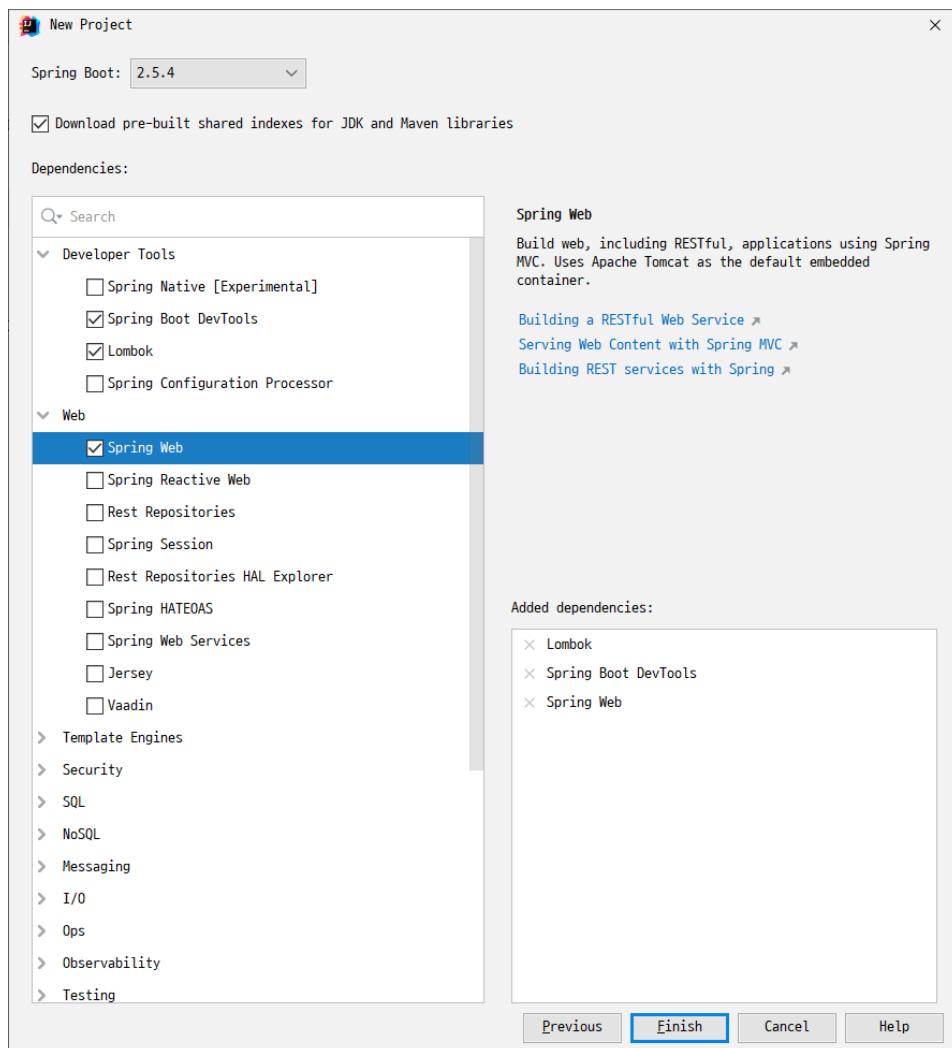 New Project
Spring Boot: 2.5.4
Download pre-built shared indexes for JDK and Maven libraries
Dependencies:
Search
Developer Tools
Spring Native [Experimental]
Spring Boot DevTools
Lombok
Spring Configuration Processor
Web
Spring Web
Spring Reactive Web
Rest Repositories
Spring Session
Rest Repositories HAL Explorer
Spring HATEOAS
Spring Web Services
Jersey
Vaadin
Template Engines
Security
SQL
NoSQL
Messaging
I/O
Ops
Observability
Testing
Spring Web
Build web, including RESTful, applications using Spring
MVC. Uses Apache Tomcat as the default embedded
container.
Building a RESTful Web Service
Serving Web Content with Spring MVC
Building REST services with Spring
Added dependencies:
Lombok
Spring Boot DevTools
Spring Web
Previous Finish Cancel Help